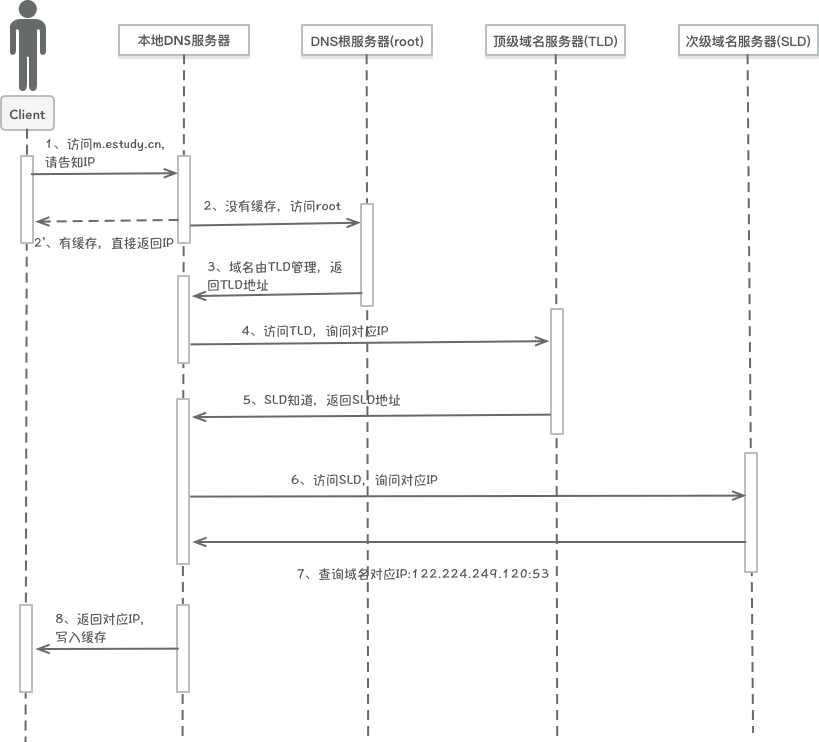 本地DNS服务器
DNS根服务器(root)
顶级域名服务器(TLD)
次级域名服务器(SLD)
Client
1、访问m.estudy.cn,
请告知IP
2、没有缓存，访问root
2'、有缓存，直接返回IP
3、域名由TLD管理，返
回TLD地址
4、访问TLD，询问对应IP
5、SLD知道，返回SLD地址
6、访问SLD，询问对应IP
7、查询域名对应IP:122.224.249.120:53
8、返回对应IP，
写入缓存